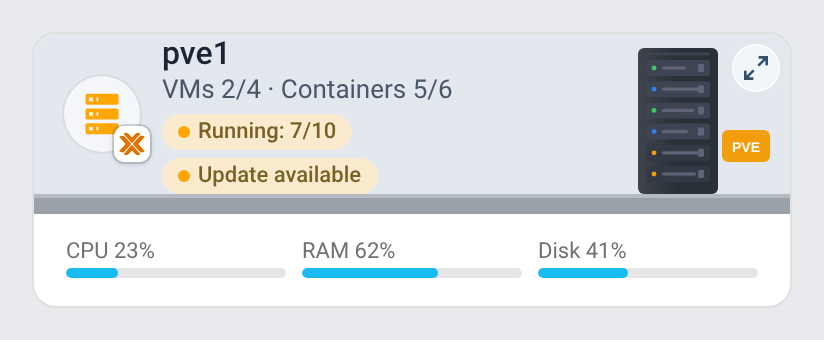 pve1
VMs 2/4 · Containers 5/6
Running: 7/10
PVE
Update available
CPU 23%
RAM 62%
Disk 41%